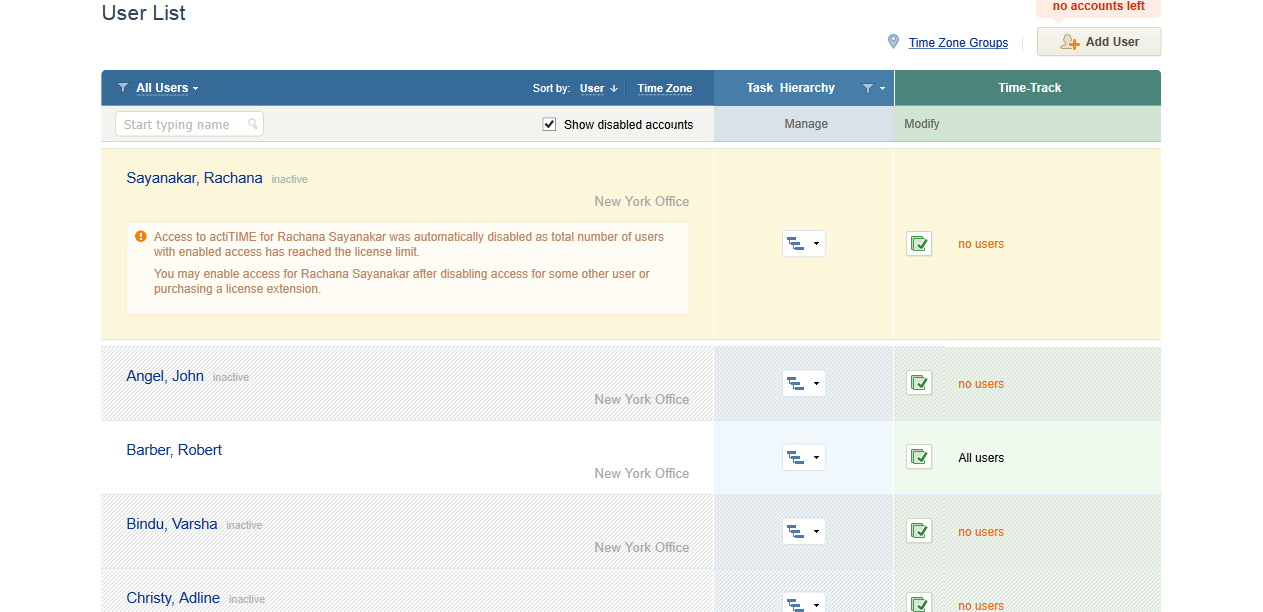 User List
no accounts left
Time Zone Groups
Add User
All Users
Sort by: User ↓ Time Zone
Task Hierarchy
Time-Track
Start typing name
Show disabled accounts
Manage
Modify
Sayanakar, Rachana inactive
New York Office
Access to actiTIME for Rachana Sayanakar was automatically disabled as total number of users
with enabled access has reached the license limit.
You may enable access for Rachana Sayanakar after disabling access for some other user or
purchasing a license extension.
no users
Angel, John inactive
New York Office
no users
Barber, Robert
New York Office
All users
Bindu, Varsha inactive
New York Office
no users
Christy, Adline inactive
no users